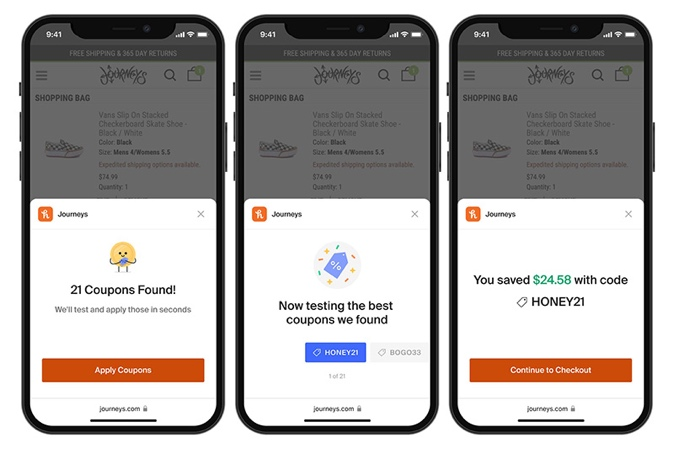 9:41
FREE SHIPPING & 365 DAY RETURNS
JOURNEYS
1
SHOPPING BAG
Vans Slip On Stacked
Checkerboard Skate Shoe -
Black / White
Color: Black
Size: Mens 4/Womens 5.5
Expedited shipping options available.
$74.99
Quantity: 1
Journeys
21 Coupons Found!
We'll test and apply those in seconds
Apply Coupons
journeys.com
9:41
FREE SHIPPING & 365 DAY RETURNS
JOURNEYS
1
SHOPPING BAG
Vans Slip On Stacked
Checkerboard Skate Shoe -
Black / White
Color: Black
Size: Mens 4/Womens 5.5
Expedited shipping options available.
$74.99
Quantity: 1
Journeys
%
Now testing the best
coupons we found
HONEY21 BOGO33
1 of 21
journeys.com
9:41
FREE SHIPPING & 365 DAY RETURNS
JOURNEYS
1
SHOPPING BAG
Vans Slip On Stacked
Checkerboard Skate Shoe -
Black / White
Color: Black
Size: Mens 4/Womens 5.5
Expedited shipping options available.
$74.99
Quantity: 1
Journeys
You saved $24.58 with code
HONEY21
Continue to Checkout
journeys.com